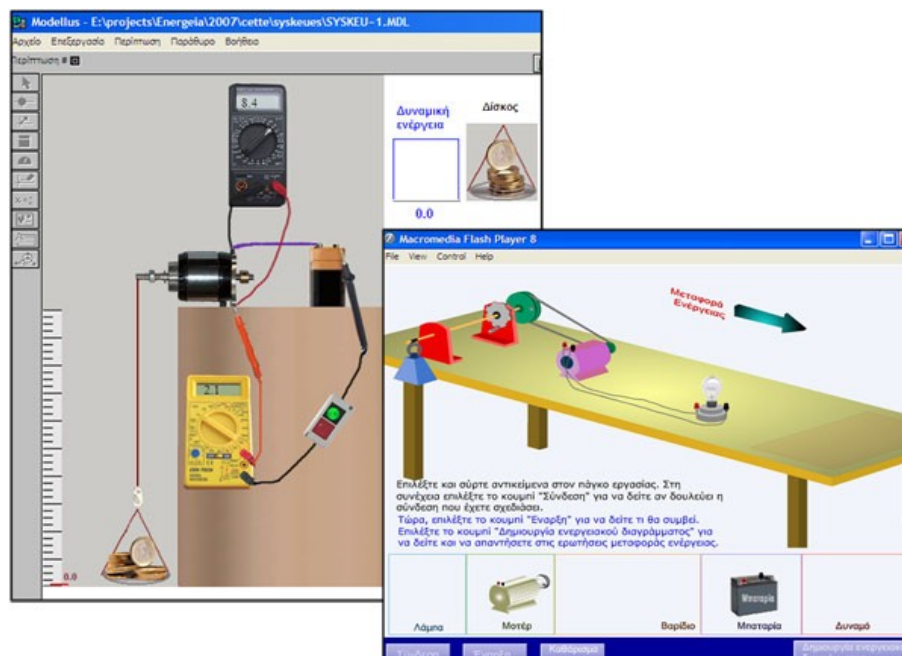 Modellus - E:\projects\Energeia\2007\cette\syskeues\SYSKEU~1.MDL
Αρχείο Επεξεργασία Περίπτωση Παράθυρο Βοήθεια
Περίπτωση #
8.4
Δυναμική
ενέργεια
Δίσκος
0.0
2.1
0.0
Macromedia Flash Player 8
File View Control Help
Μεταφορά
Ενέργειας
Επιλέξτε και σύρτε αντικείμενα στον πάγκο εργασίας. Στη
συνέχεια επιλέξτε το κουμπί "Σύνδεση" για να δείτε αν δουλεύει η
σύνδεση που έχετε σχεδιάσει.
Τώρα, επιλέξτε το κουμπί "Έναρξη" για να δείτε τι θα συμβεί.
Επιλέξτε το κουμπί "Δημιουργία ενεργειακού διαγράμματος" για
να δείτε και να απαντήσετε στις ερωτήσεις μεταφοράς ενέργειας.
Μπαταρία
Λάμπα Μοτέρ Βαρίδιο Μπαταρία Δυναμό
Σύνδεση Έναρξη Καθάρισμα Δημιουργία ενεργειακού